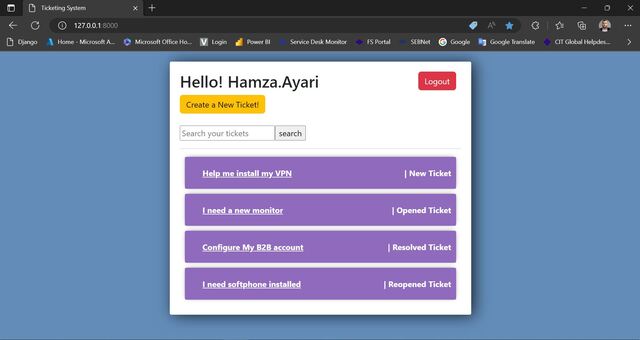 Ticketing System
127.0.0.1:8000
Django
Home - Microsoft A...
Microsoft Office Ho...
Login
Power BI
Service Desk Monitor
FS Portal
SEBNet
Google
Google Translate
CIT Global Helpdes...
Hello! Hamza.Ayari
Logout
Create a New Ticket!
Search your tickets
search
Help me install my VPN | New Ticket
I need a new monitor | Opened Ticket
Configure My B2B account | Resolved Ticket
I need softphone installed | Reopened Ticket